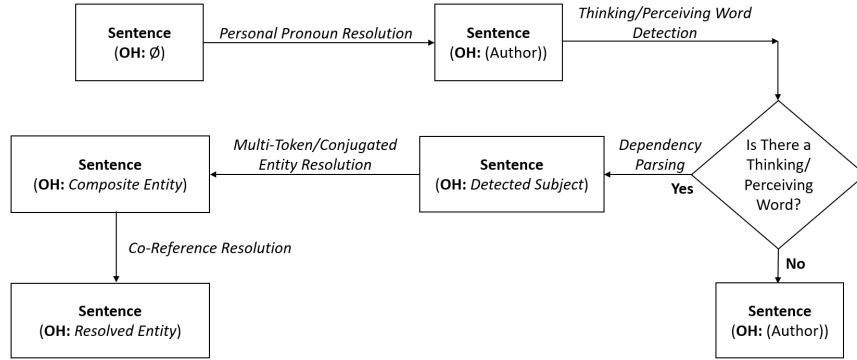 Sentence
(OH: Ø)
Personal Pronoun Resolution
Sentence
(OH: (Author))
Thinking/Perceiving Word
Detection
Is There a
Thinking/
Perceiving
Word?
Dependency
Parsing
Yes
Sentence
(OH: Detected Subject)
Multi-Token/Conjugated
Entity Resolution
Sentence
(OH: Composite Entity)
Co-Reference Resolution
Sentence
(OH: Resolved Entity)
No
Sentence
(OH: (Author))